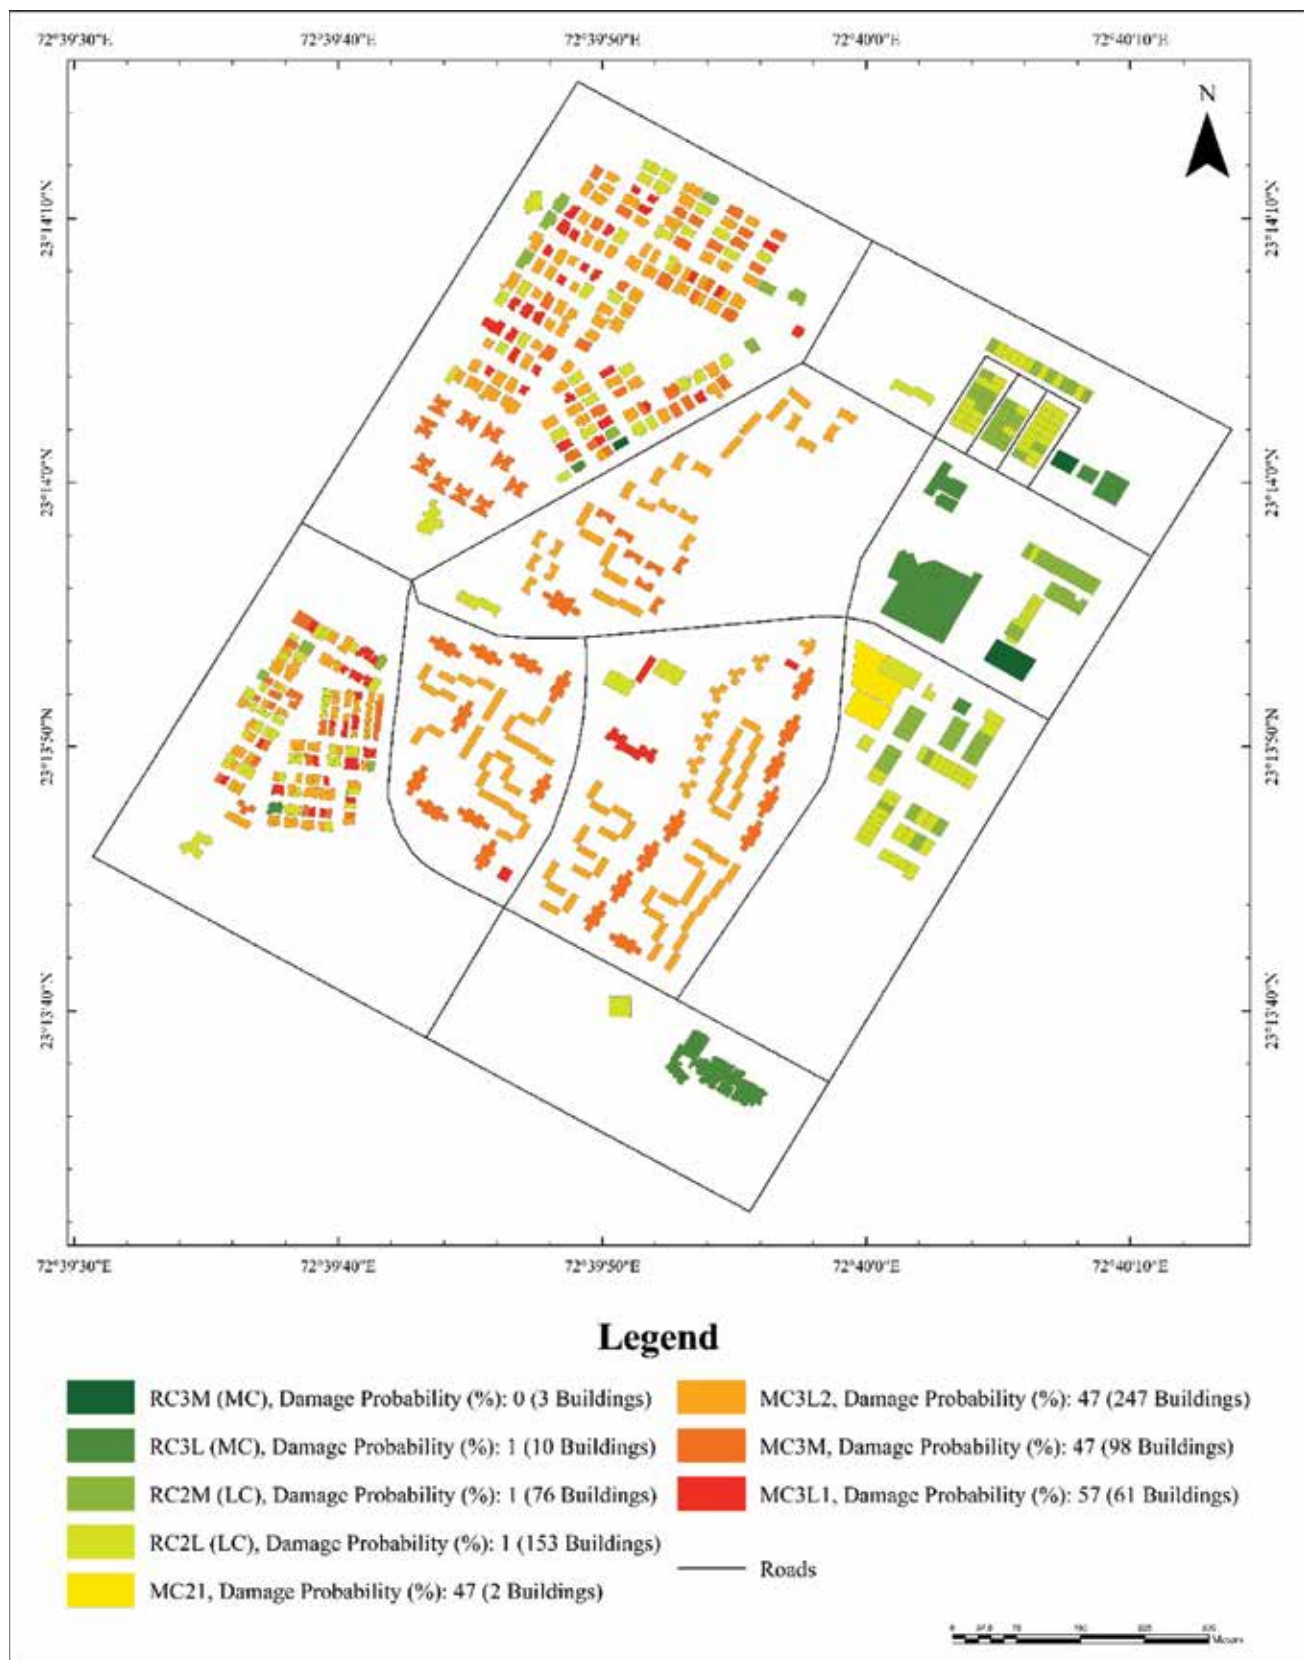 72°39'30"E 72°39'40"E 72°39'50"E 72°40'0"E 72°40'10"E
N
23°14'10"N 23°14'10"N
23°14'0"N 23°14'0"N
23°13'50"N 23°13'50"N
23°13'40"N 23°13'40"N
72°39'30"E 72°39'40"E 72°39'50"E 72°40'0"E 72°40'10"E
Legend
RC3M (MC), Damage Probability (%): 0 (3 Buildings)
RC3L (MC), Damage Probability (%): 1 (10 Buildings)
RC2M (LC), Damage Probability (%): 1 (76 Buildings)
RC2L (LC), Damage Probability (%): 1 (153 Buildings)
MC21, Damage Probability (%): 47 (2 Buildings)
MC3L2, Damage Probability (%): 47 (247 Buildings)
MC3M, Damage Probability (%): 47 (98 Buildings)
MC3L1, Damage Probability (%): 57 (61 Buildings)
Roads
Meters